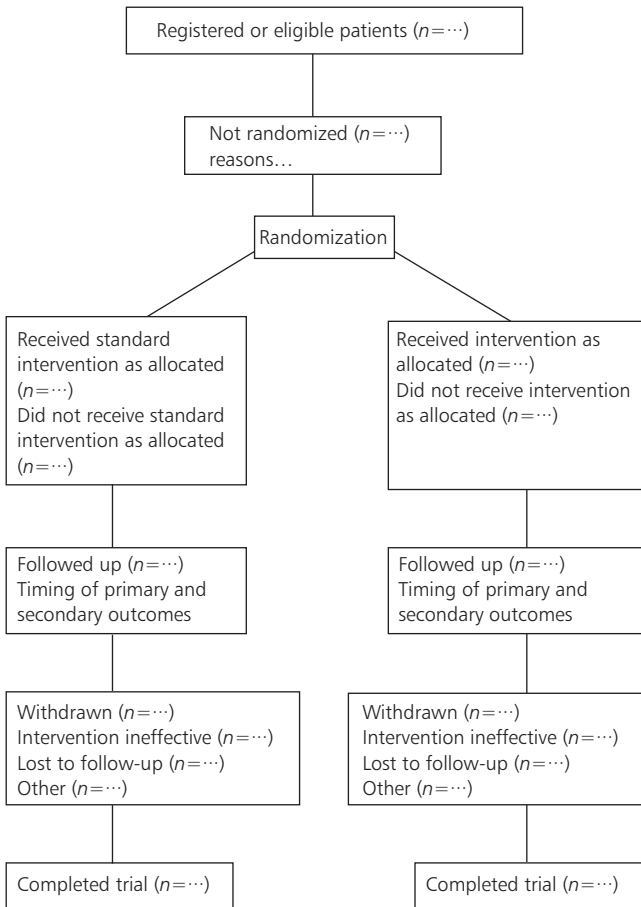 Registered or eligible patients (n=⋯)
Not randomized (n=⋯)
reasons…
Randomization
Received standard
intervention as allocated
(n=⋯)
Did not receive standard
intervention as allocated
(n=⋯)
Received intervention as
allocated (n=⋯)
Did not receive intervention
as allocated (n=⋯)
Followed up (n=⋯)
Timing of primary and
secondary outcomes
Followed up (n=⋯)
Timing of primary and
secondary outcomes
Withdrawn (n=⋯)
Intervention ineffective (n=⋯)
Lost to follow-up (n=⋯)
Other (n=⋯)
Withdrawn (n=⋯)
Intervention ineffective (n=⋯)
Lost to follow-up (n=⋯)
Other (n=⋯)
Completed trial (n=⋯)
Completed trial (n=⋯)